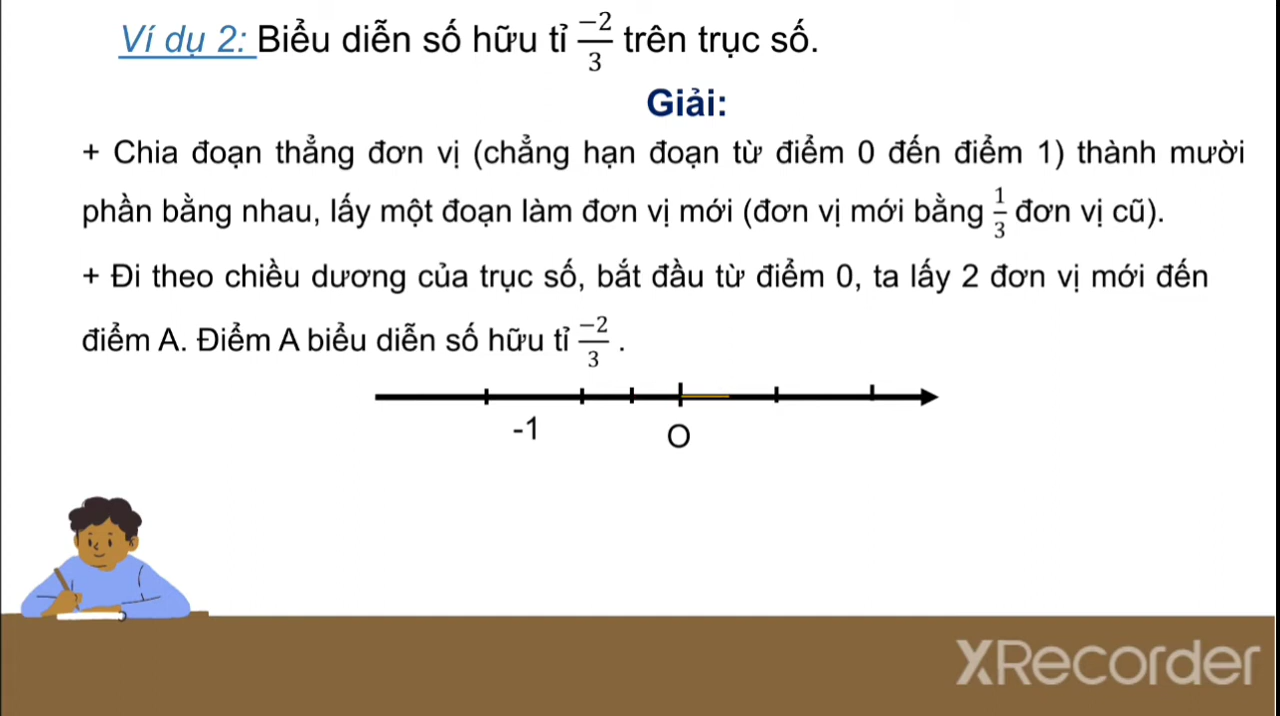 Ví dụ 2: Biểu diễn số hữu tỉ −2/3 trên trục số.
Giải:
+ Chia đoạn thẳng đơn vị (chẳng hạn đoạn từ điểm 0 đến điểm 1) thành mười
phần bằng nhau, lấy một đoạn làm đơn vị mới (đơn vị mới bằng 1/3 đơn vị cũ).
+ Đi theo chiều dương của trục số, bắt đầu từ điểm 0, ta lấy 2 đơn vị mới đến
điểm A. Điểm A biểu diễn số hữu tỉ −2/3 .
-1 O
XRecorder